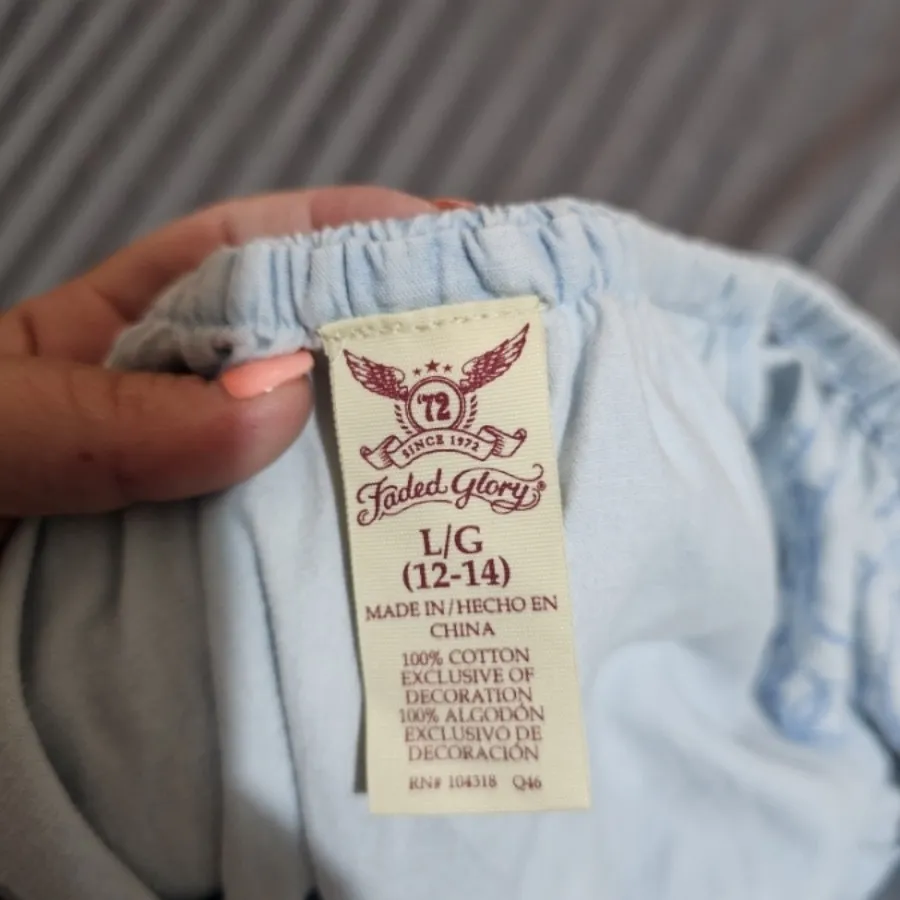 '72
SINCE 1972
Faded Glory®
L/G
(12-14)
MADE IN/HECHO EN
CHINA
100% COTTON
EXCLUSIVE OF
DECORATION
100% ALGODÓN
EXCLUSIVO DE
DECORACIÓN
RN# 104318 Q46